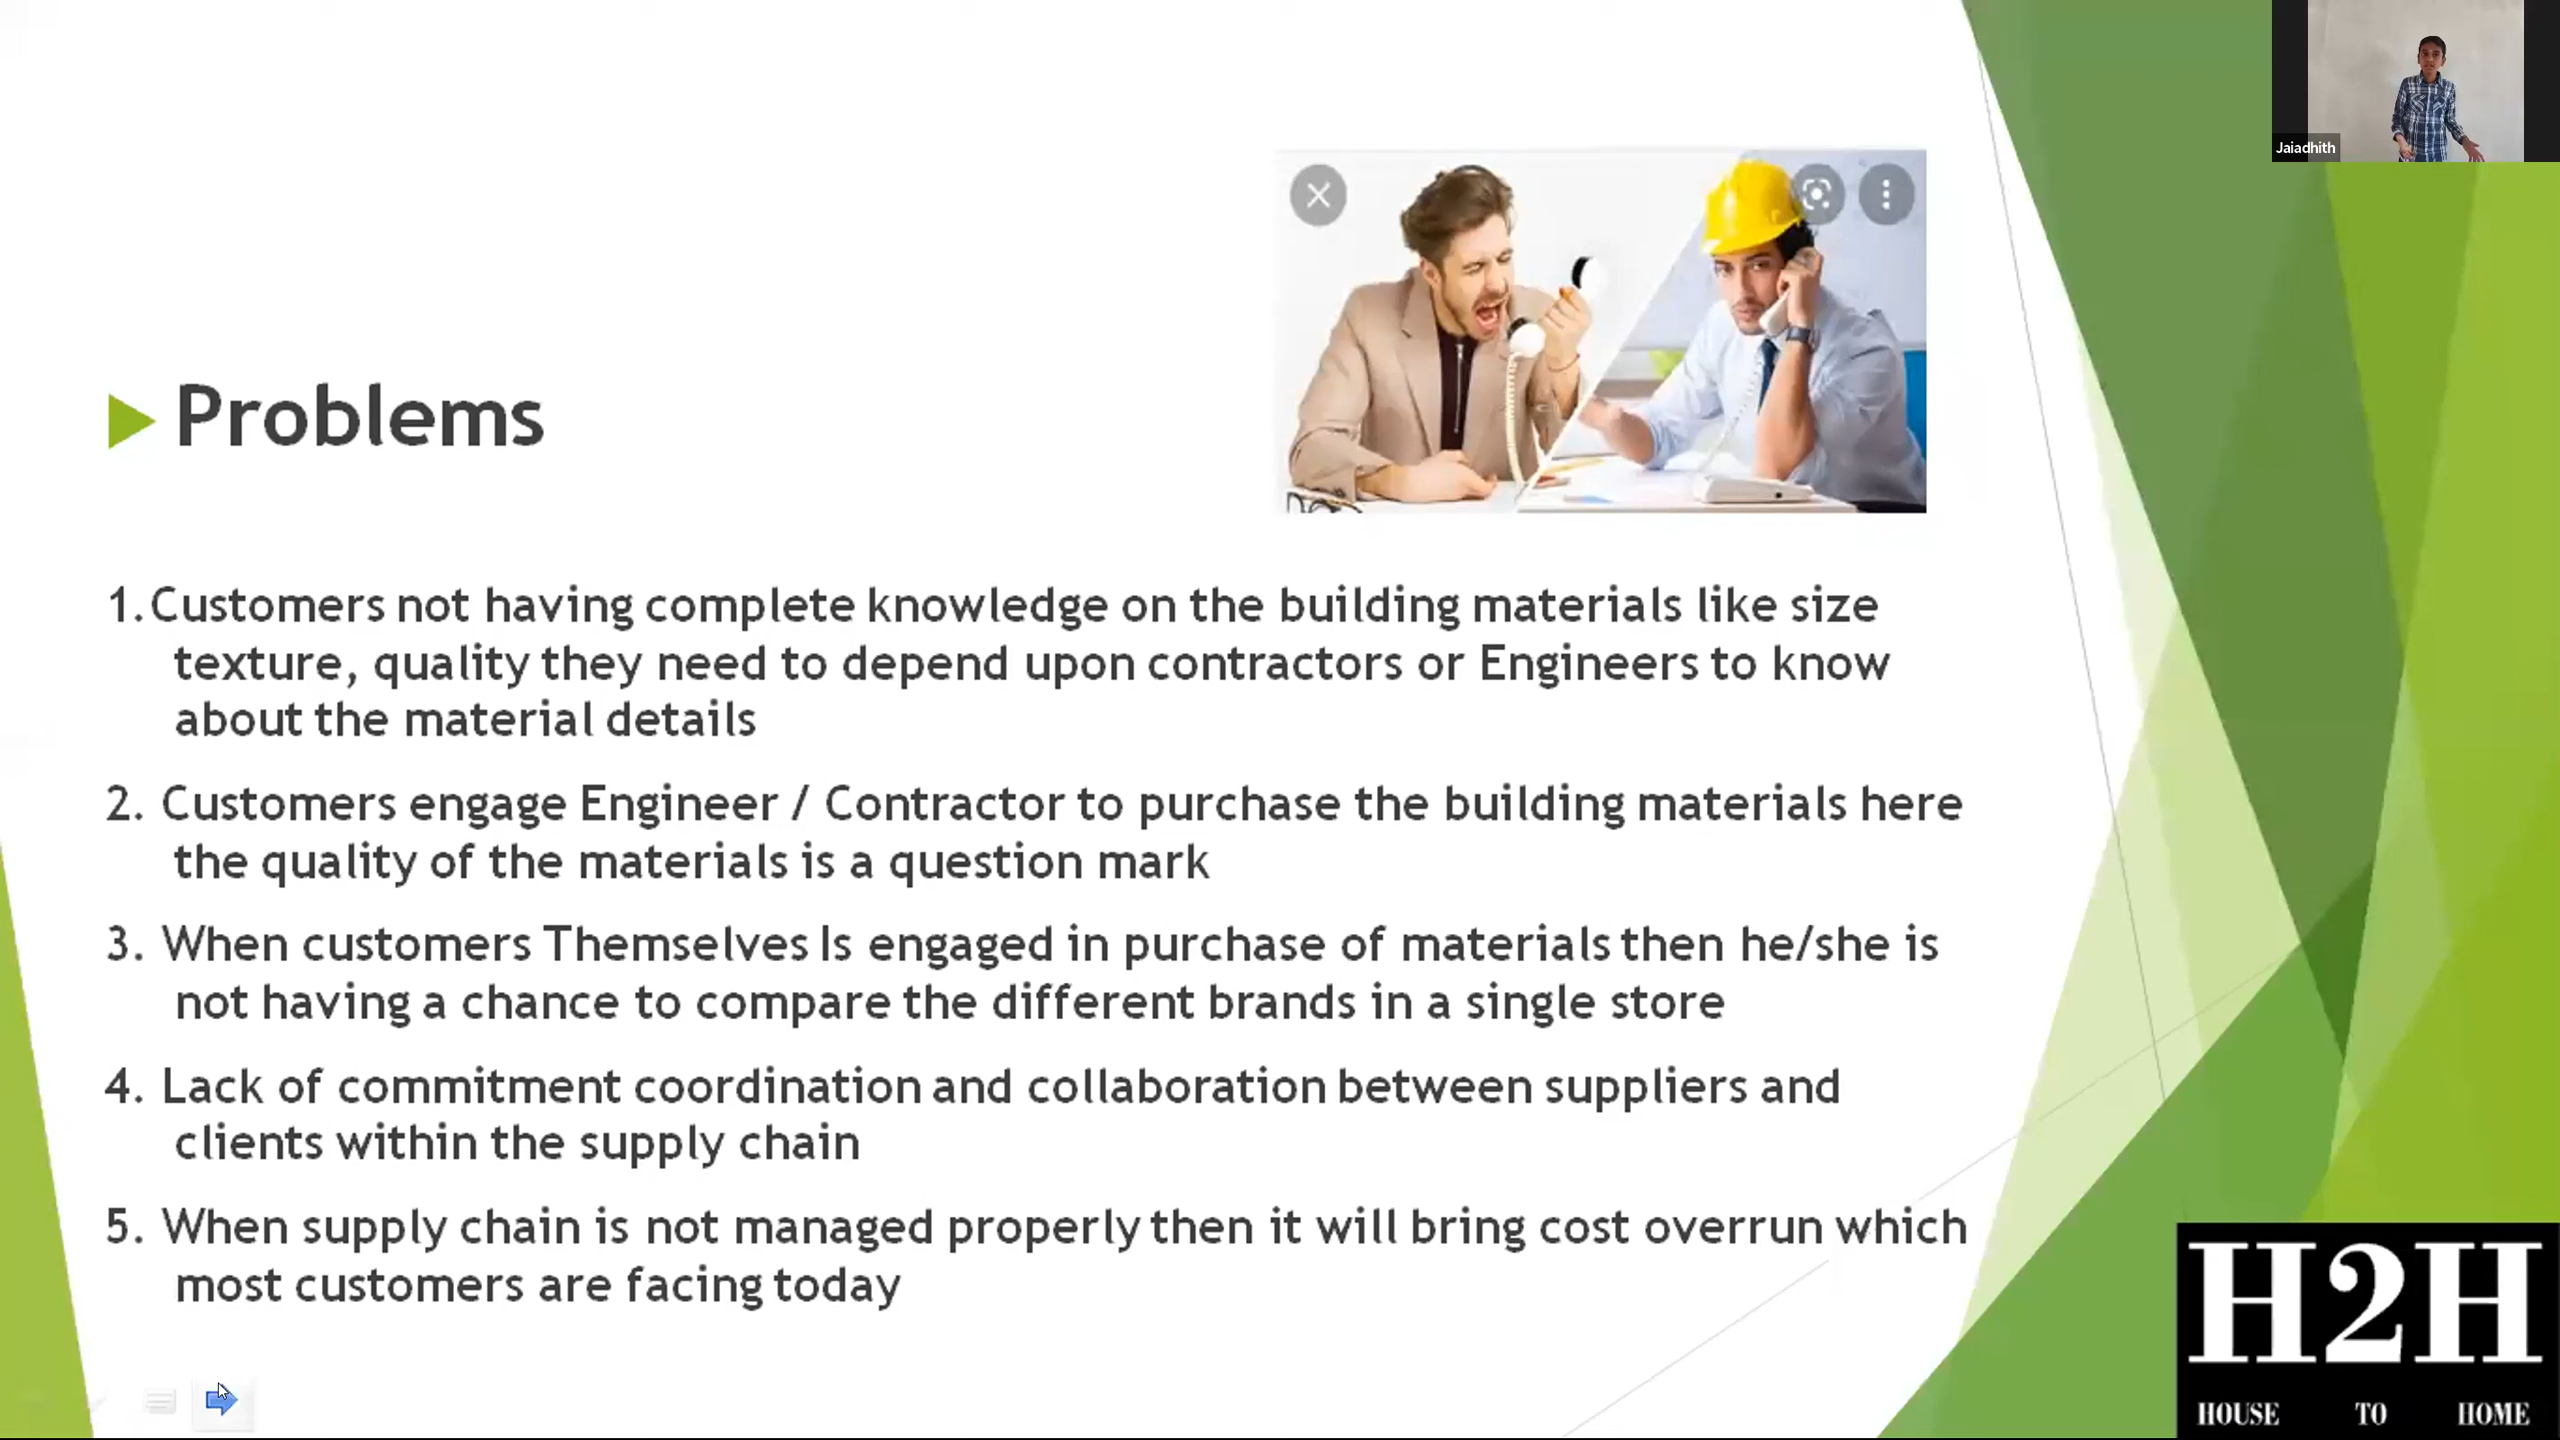 Jaiadhith
Problems
1.Customers not having complete knowledge on the building materials like size
texture, quality they need to depend upon contractors or Engineers to know
about the material details
2. Customers engage Engineer / Contractor to purchase the building materials here
the quality of the materials is a question mark
3. When customers Themselves Is engaged in purchase of materials then he/she is
not having a chance to compare the different brands in a single store
4. Lack of commitment coordination and collaboration between suppliers and
clients within the supply chain
5. When supply chain is not managed properly then it will bring cost overrun which
most customers are facing today
H2H
HOUSE TO HOME